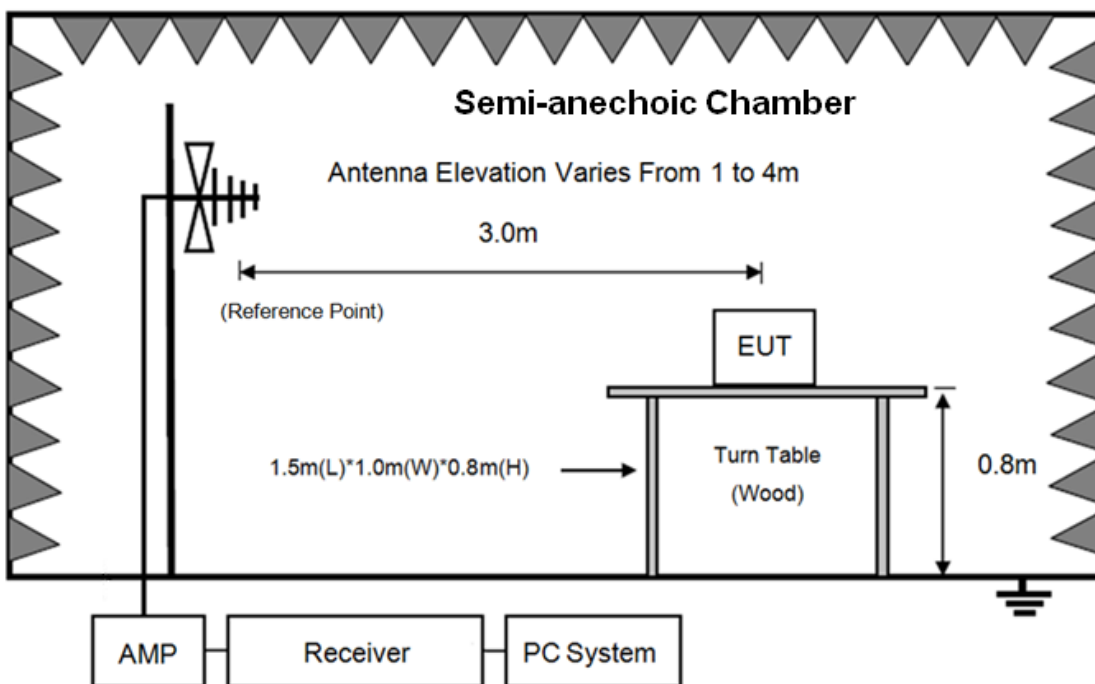 Semi-anechoic Chamber
Antenna Elevation Varies From 1 to 4m
3.0m
(Reference Point)
EUT
1.5m(L)*1.0m(W)*0.8m(H)
Turn Table
(Wood)
0.8m
AMP
Receiver
PC System